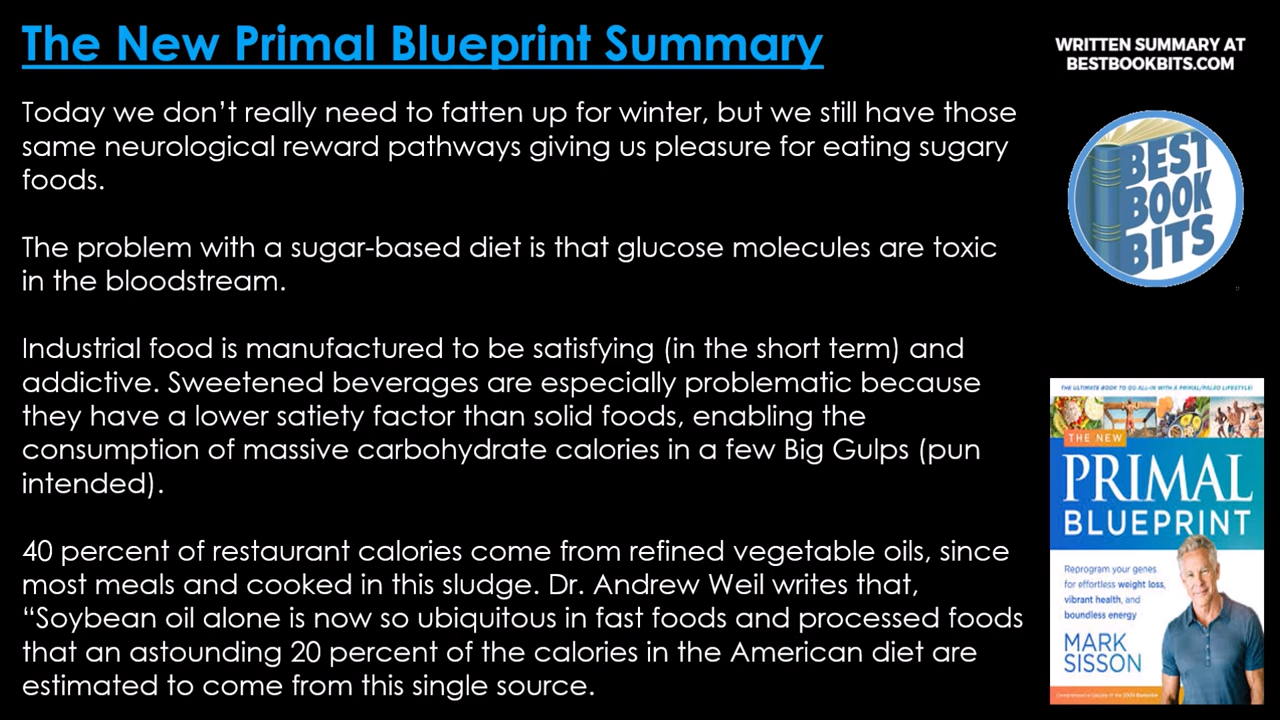 The New Primal Blueprint Summary
WRITTEN SUMMARY AT
BESTBOOKBITS.COM
Today we don't really need to fatten up for winter, but we still have those
same neurological reward pathways giving us pleasure for eating sugary
foods.
The problem with a sugar-based diet is that glucose molecules are toxic
in the bloodstream.
Industrial food is manufactured to be satisfying (in the short term) and
addictive. Sweetened beverages are especially problematic because
they have a lower satiety factor than solid foods, enabling the
consumption of massive carbohydrate calories in a few Big Gulps (pun
intended).
40 percent of restaurant calories come from refined vegetable oils, since
most meals and cooked in this sludge. Dr. Andrew Weil writes that,
“Soybean oil alone is now so ubiquitous in fast foods and processed foods
that an astounding 20 percent of the calories in the American diet are
estimated to come from this single source.
BEST
BOOK
BITS
THE ULTIMATE BOOK TO GO ALL-IN WITH A PRIMAL/PALEO LIFESTYLE!
THE NEW
PRIMAL
BLUEPRINT
Reprogram your genes
for effortless weight loss,
vibrant health, and
boundless energy
MARK
SISSON